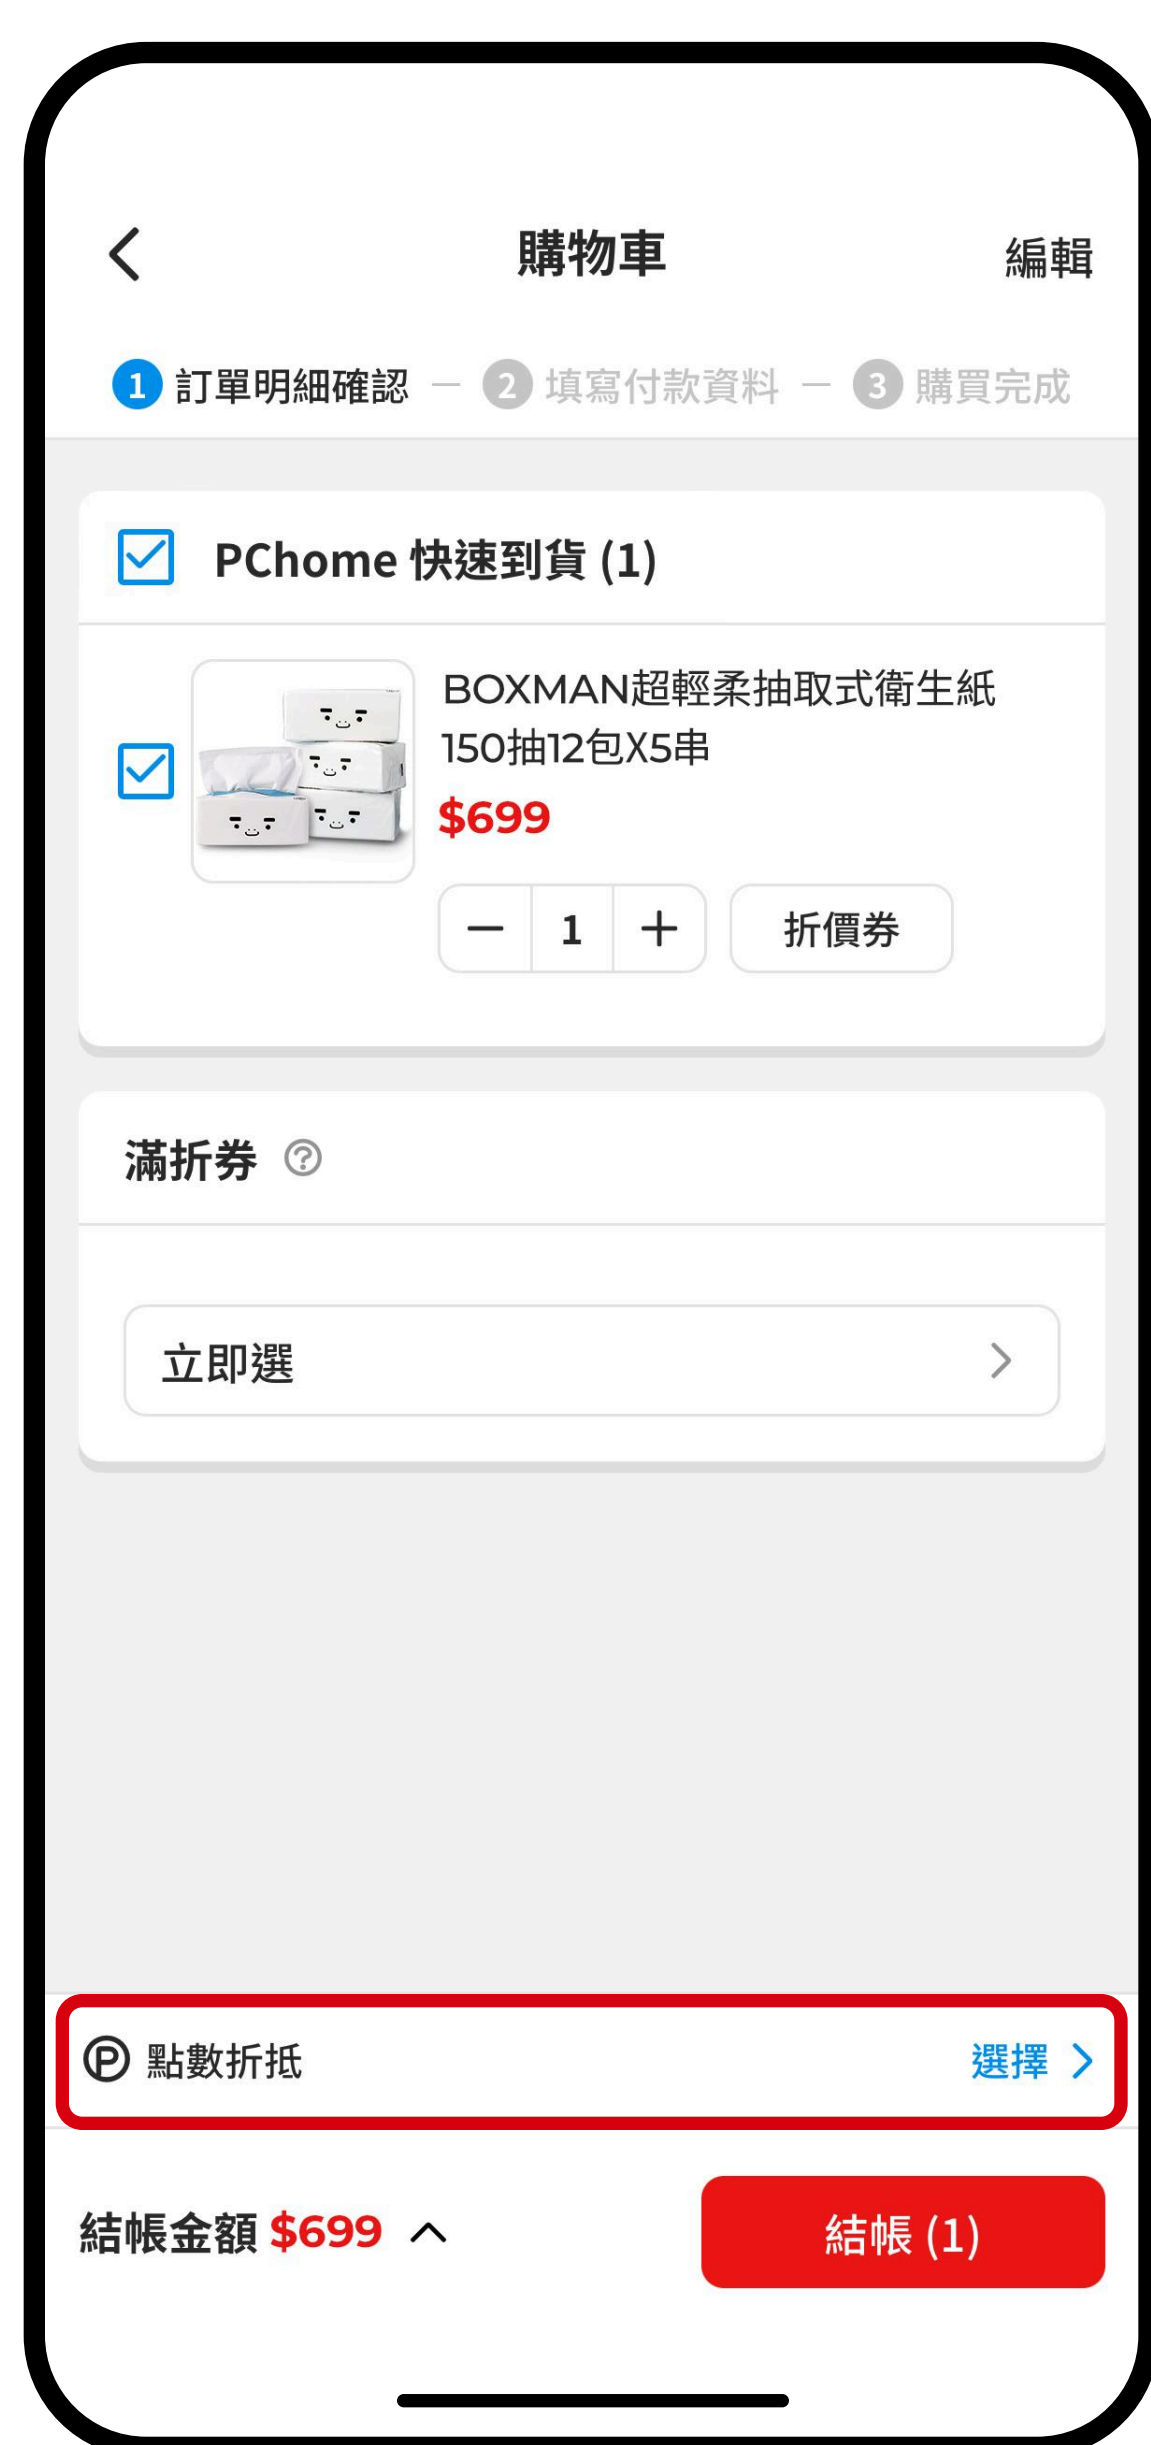 購物車
編輯
1 訂單明細確認 — 2 填寫付款資料 — 3 購買完成
PChome 快速到貨 (1)
BOXMAN超輕柔抽取式衛生紙
150抽12包X5串
$699
— 1 +
折價券
滿折券 ?
立即選
P 點數折抵
選擇
結帳金額 $699
結帳 (1)